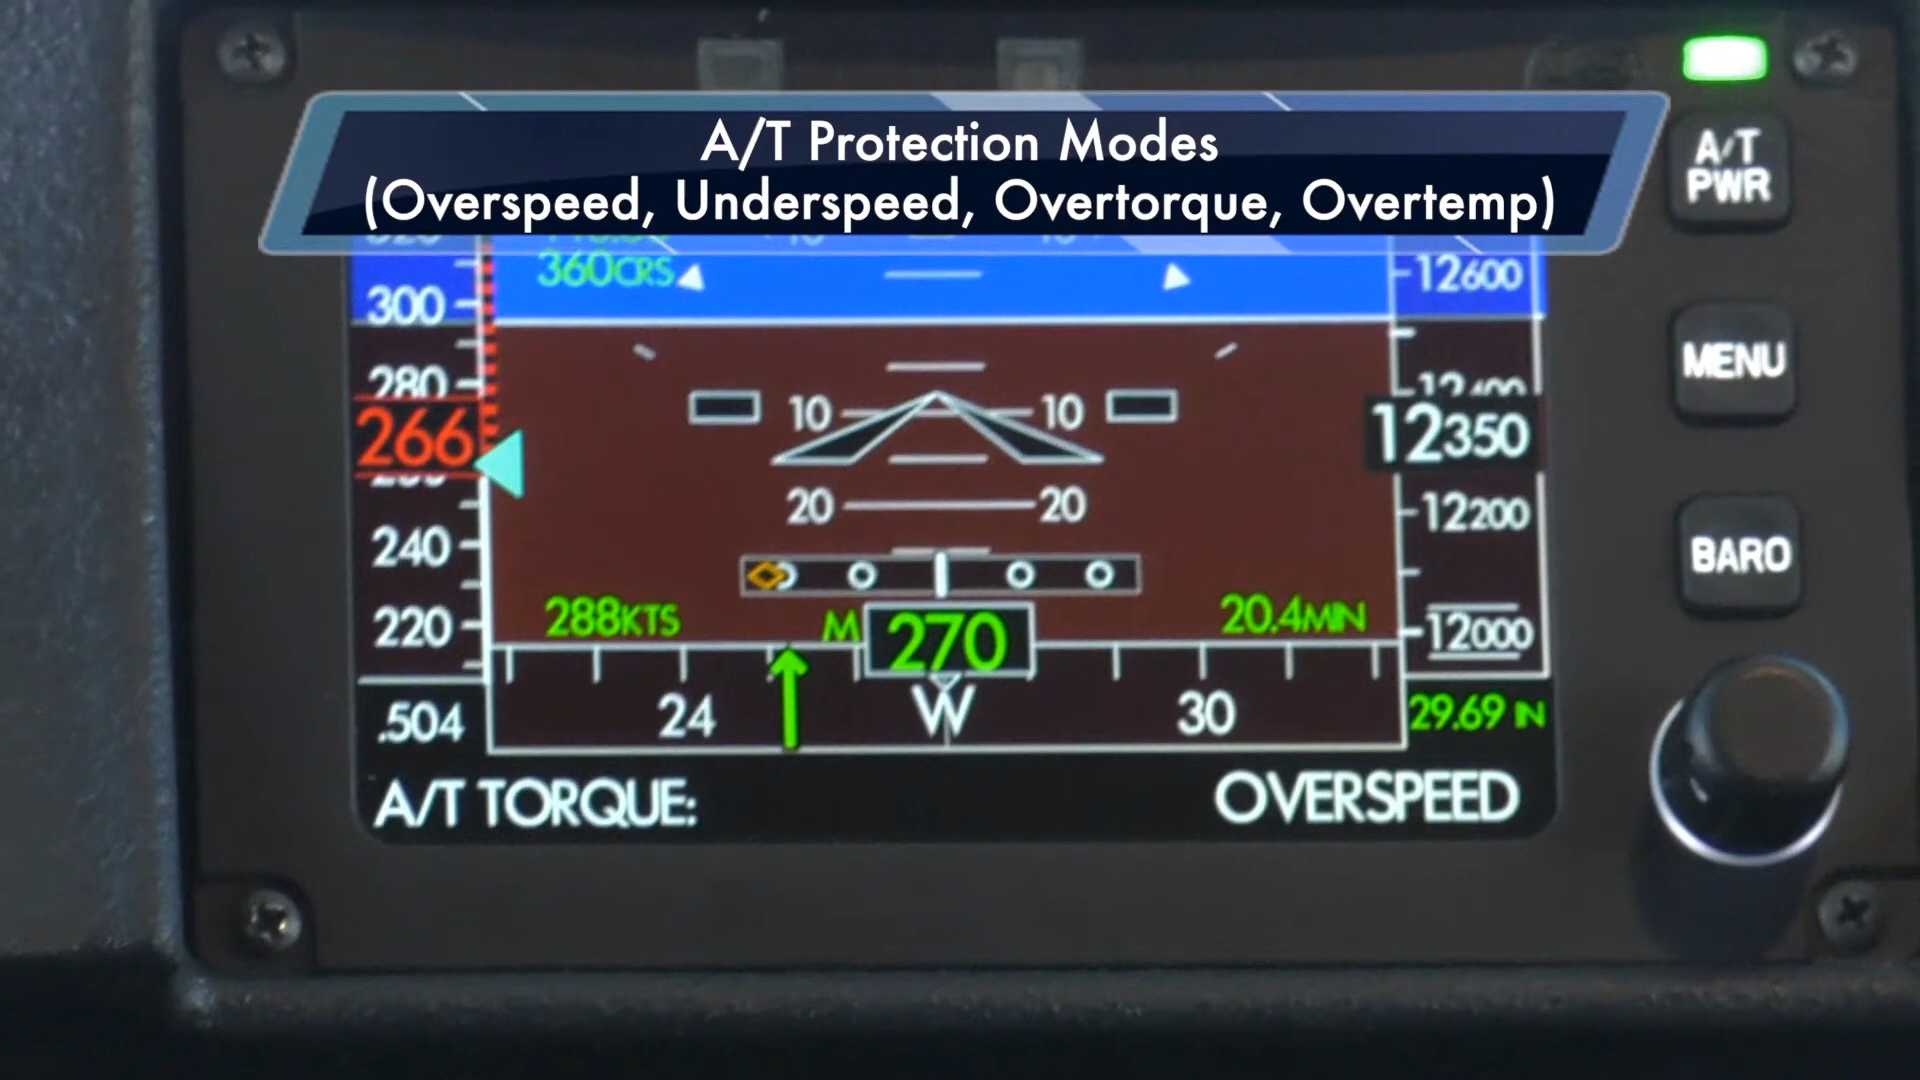 A/T Protection Modes
(Overspeed, Underspeed, Overtorque, Overtemp)
A/T
PWR
MENU
BARO
360CRS
300
280
266
240
220
.504
10 10
20 20
12600
12350
12200
12000
288KTS
M
270
20.4MIN
24
W
30
29.69 IN
A/T TORQUE:
OVERSPEED